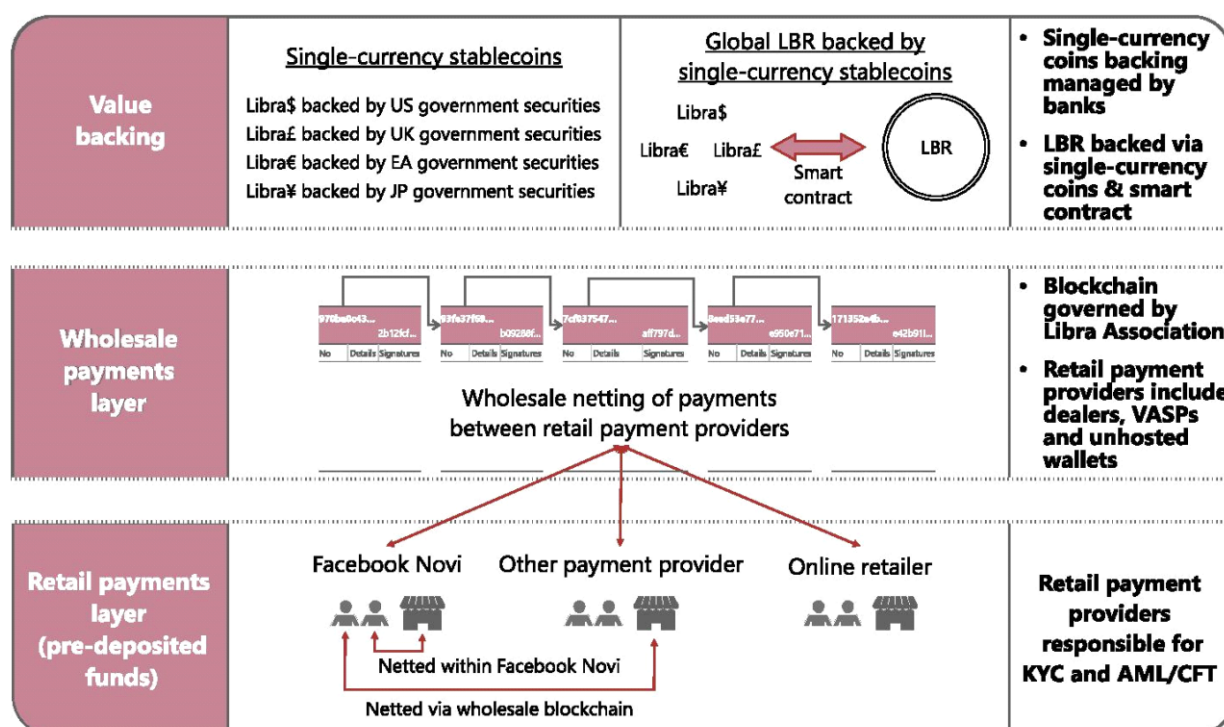 Value
backing
Single-currency stablecoins
Libra$ backed by US government securities
Libra£ backed by UK government securities
Libra€ backed by EA government securities
Libra¥ backed by JP government securities
Global LBR backed by
single-currency stablecoins
Libra$
Libra€ Libra£
Libra¥
Smart
contract
LBR
• Single-currency
coins backing
managed by
banks
• LBR backed via
single-currency
coins & smart
contract
Wholesale
payments
layer
No Details Signatures
No Details Signatures
No Details Signatures
No Details Signatures
No Details Signatures
Wholesale netting of payments
between retail payment providers
• Blockchain
governed by
Libra Association
• Retail payment
providers include
dealers, VASPs
and unhosted
wallets
Retail payments
layer
(pre-deposited
funds)
Facebook Novi
Other payment provider
Online retailer
Netted within Facebook Novi
Netted via wholesale blockchain
Retail payment
providers
responsible for
KYC and AML/CFT